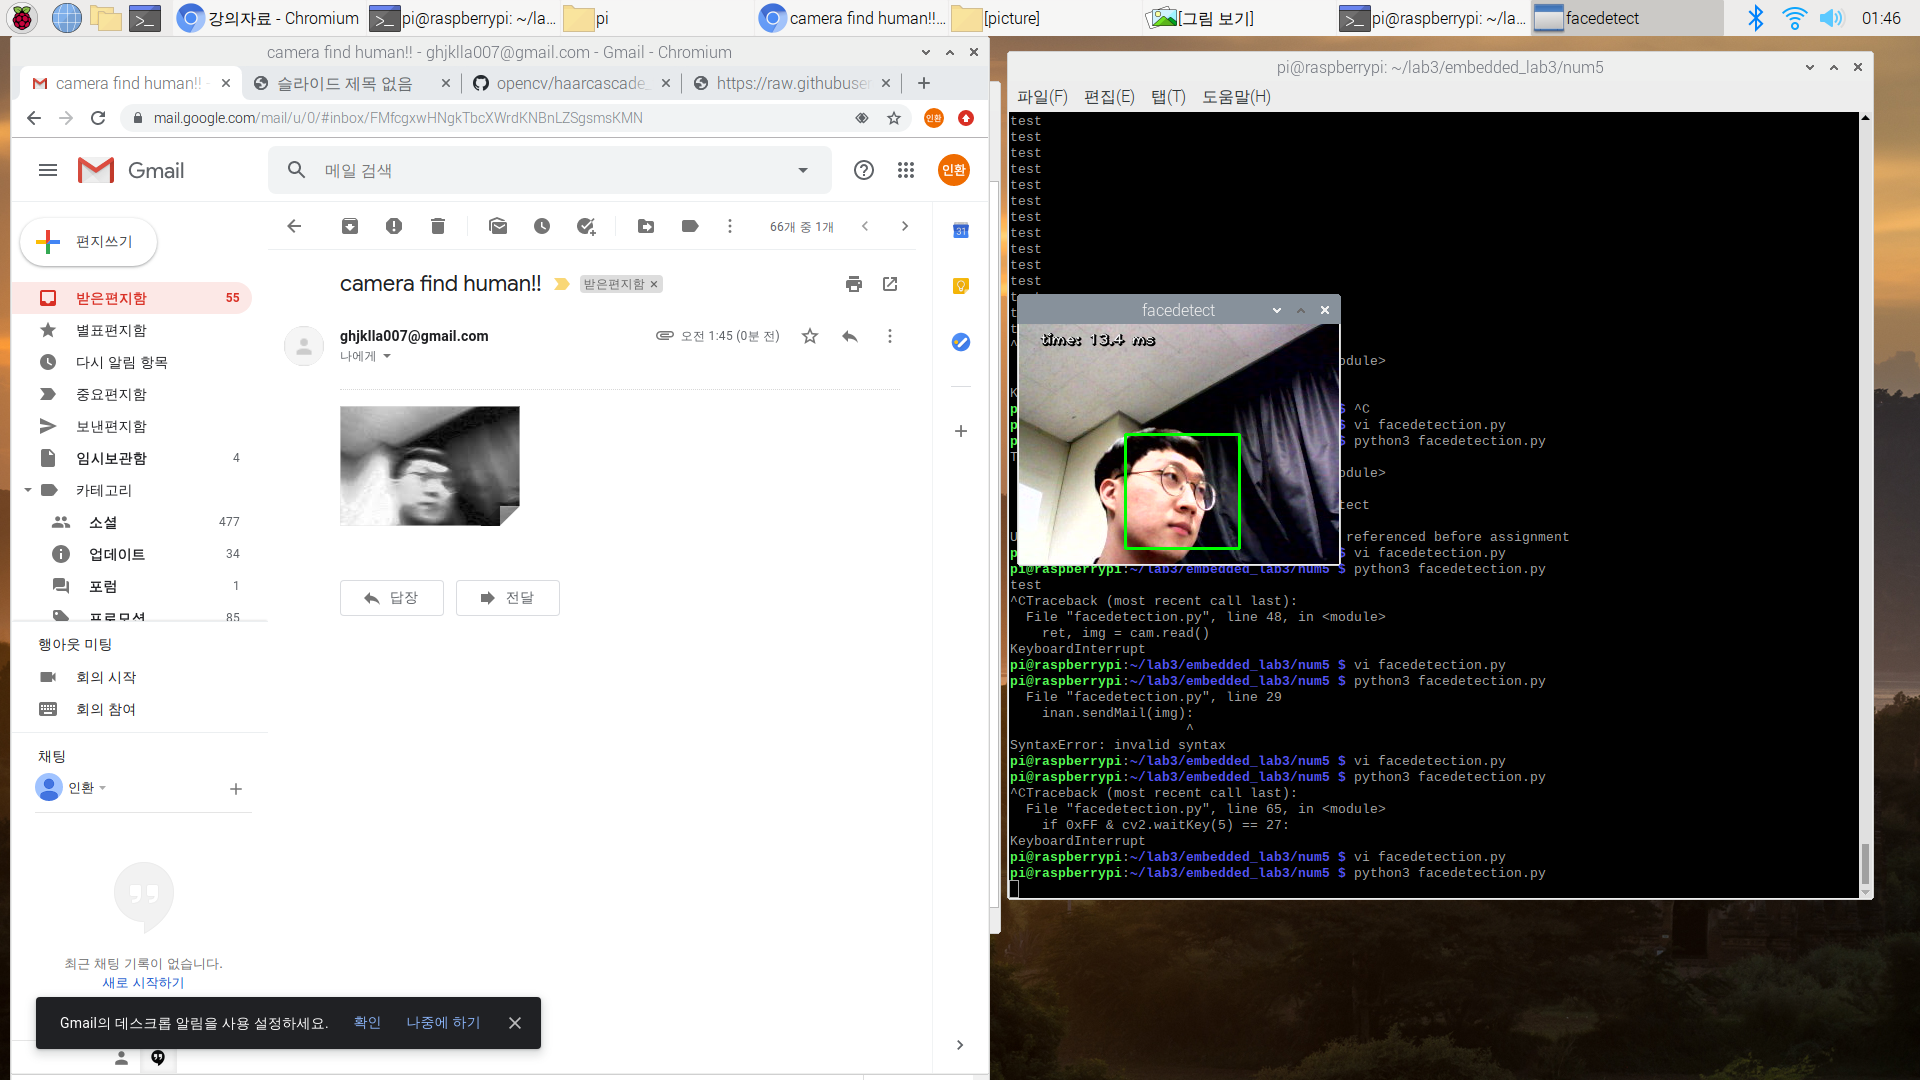 강의자료 - Chromium
pi@raspberrypi: ~/la...
pi
camera find human!!...
[picture]
[그림 보기]
pi@raspberrypi: ~/la...
facedetect
01:46
camera find human!! - ghjklla007@gmail.com - Gmail - Chromium
camera find human!! -
슬라이드 제목 없음
opencv/haarcascade_
https://raw.githubuser
mail.google.com/mail/u/0/#inbox/FMfcgxwHNgkTbcXWrdKNBnLZSgsmsKMN
인환
Gmail
메일 검색
인환
편지쓰기
66개 중 1개
31
받은편지함 55
별표편지함
다시 알림 항목
중요편지함
보낸편지함
임시보관함 4
카테고리
소셜 477
업데이트 34
포럼 1
프로모션 85
행아웃 미팅
회의 시작
회의 참여
채팅
인환
최근 채팅 기록이 없습니다.
새로 시작하기
Gmail의 데스크톱 알림을 사용 설정하세요. 확인 나중에 하기
camera find human!! 받은편지함
ghjklla007@gmail.com
오전 1:45 (0분 전)
나에게
답장
전달
pi@raspberrypi: ~/lab3/embedded_lab3/num5
파일(F) 편집(E) 탭(T) 도움말(H)
test
test
test
test
test
test
test
test
test
test
test
facedetect
time: 13.4 ms
odule>
$ ^C
$ vi facedetection.py
$ python3 facedetection.py
odule>
tect
referenced before assignment
$ vi facedetection.py
pi@raspberrypi:~/lab3/embedded_lab3/num5 $ python3 facedetection.py
test
^CTraceback (most recent call last):
File "facedetection.py", line 48, in <module>
ret, img = cam.read()
KeyboardInterrupt
pi@raspberrypi:~/lab3/embedded_lab3/num5 $ vi facedetection.py
pi@raspberrypi:~/lab3/embedded_lab3/num5 $ python3 facedetection.py
File "facedetection.py", line 29
inan.sendMail(img):
^
SyntaxError: invalid syntax
pi@raspberrypi:~/lab3/embedded_lab3/num5 $ vi facedetection.py
pi@raspberrypi:~/lab3/embedded_lab3/num5 $ python3 facedetection.py
^CTraceback (most recent call last):
File "facedetection.py", line 65, in <module>
if 0xFF & cv2.waitKey(5) == 27:
KeyboardInterrupt
pi@raspberrypi:~/lab3/embedded_lab3/num5 $ vi facedetection.py
pi@raspberrypi:~/lab3/embedded_lab3/num5 $ python3 facedetection.py